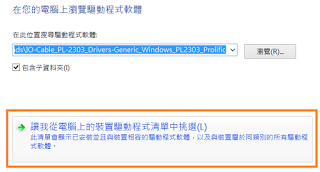 在您的電腦上瀏覽驅動程式軟體
在此位置搜尋驅動程式軟體:
ds\IO-Cable_PL-2303_Drivers-Generic_Windows_PL2303_Prolific
瀏覽(R)...
包含子資料夾(I)
讓我從電腦上的裝置驅動程式清單中挑選(L)
此清單會顯示已安裝並且與裝置相容的驅動程式軟體，以及與裝置屬於同類別的所有驅動程
式軟體。